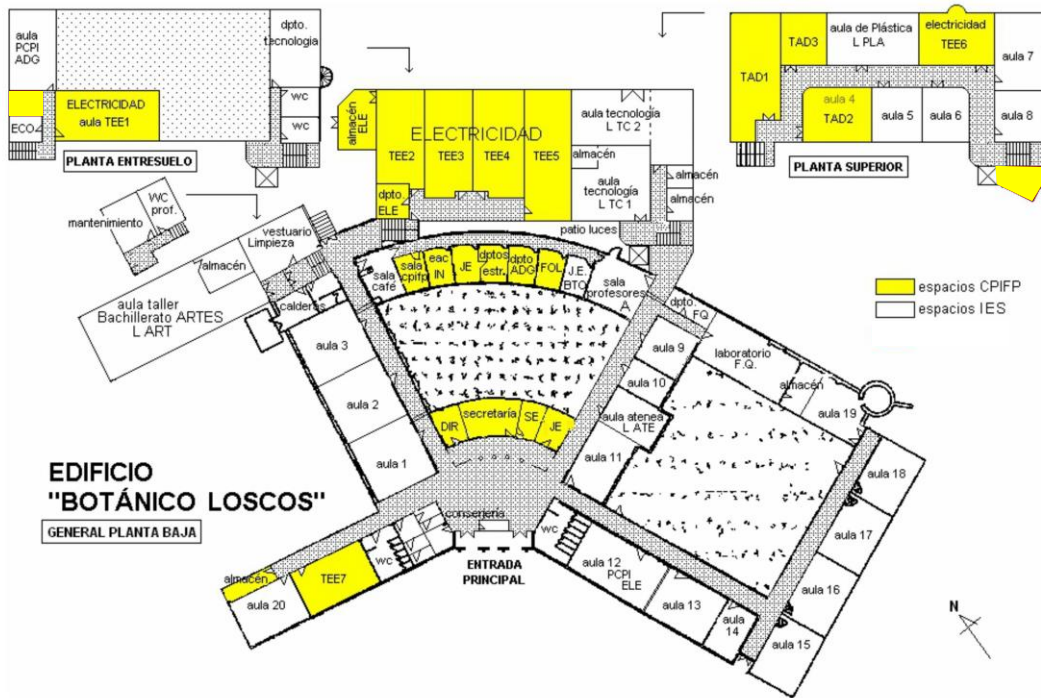 aula
PCPI
ADG
dpto.
tecnologia
ELECTRICIDAD
aula TEE1
ECO
wc
wc
PLANTA ENTRESUELO
TAD3
aula de Plástica
L PLA
electricidad
TEE6
TAD1
aula 7
aula 4
TAD2
aula 5
aula 6
aula 8
PLANTA SUPERIOR
almacén
ELE
ELECTRICIDAD
TEE2
TEE3
TEE4
TEE5
aula tecnología
L TC 2
almacén
aula
tecnología
L TC 1
almacén
almacén
dpto.
ELE
patio luces
WC
prof.
mantenimiento
vestuario
Limpieza
almacén
aula taller
Bachillerato ARTES
L ART
calderas
sala
café
sala
cpifp
eac
IN
JE
dptos
estr.
dpto
ADG
FOL
J.E.
BTO
sala
profesores
A
dpto.
FQ
espacios CPIFP
espacios IES
aula 3
aula 2
aula 1
aula 9
aula 10
aula atenea
L ATE
aula 11
laboratorio
F.Q.
almacén
aula 19
DIR
secretaría
SE
JE
aula 18
aula 17
aula 16
aula 15
EDIFICIO
"BOTÁNICO LOSCOS"
GENERAL PLANTA BAJA
conserjería
wc
wc
ENTRADA
PRINCIPAL
almacén
TEE7
aula 20
aula 12
PCPI
ELE
aula 13
aula
14
N